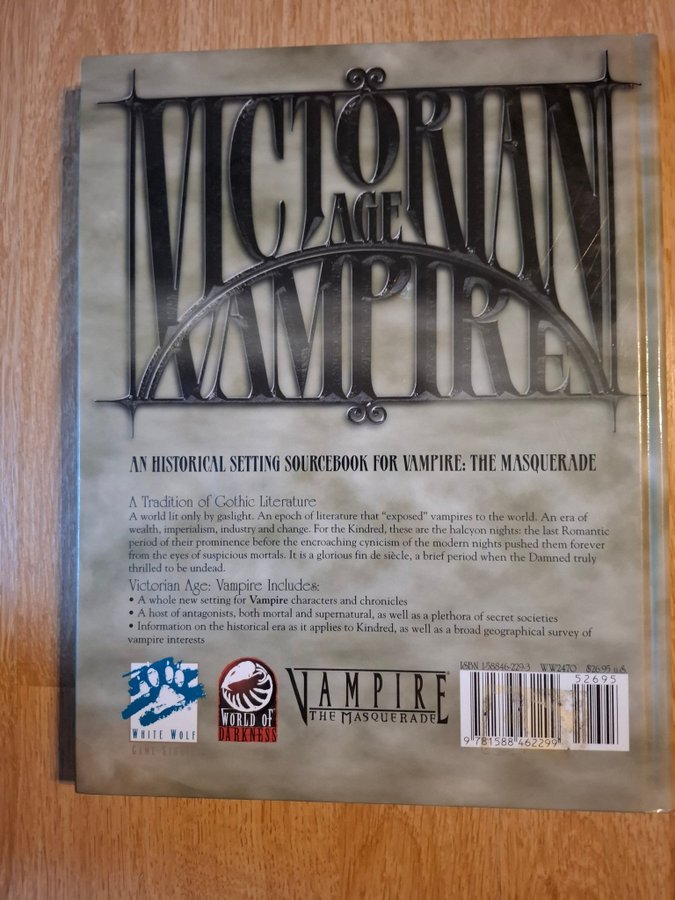 VICTORIAN
AGE
VAMPIRE
AN HISTORICAL SETTING SOURCEBOOK FOR VAMPIRE: THE MASQUERADE
A Tradition of Gothic Literature
A world lit only by gaslight. An epoch of literature that “exposed” vampires to the world. An era of
wealth, imperialism, industry and change. For the Kindred, these are the halcyon nights: the last Romantic
period of their prominence before the encroaching cynicism of the modern nights pushed them forever
from the eyes of suspicious mortals. It is a glorious fin de siècle, a brief period when the Damned truly
thrilled to be undead.
Victorian Age: Vampire Includes:
• A whole new setting for Vampire characters and chronicles
• A host of antagonists, both mortal and supernatural, as well as a plethora of secret societies
• Information on the historical era as it applies to Kindred, as well as a broad geographical survey of
vampire interests
ISBN 1-58846-229-3 WW2470 $26.95 U.S.
52695
9 781588 462299
WHITE WOLF
GAME STUDIO
WORLD OF
DARKNESS
VAMPIRE
THE MASQUERADE